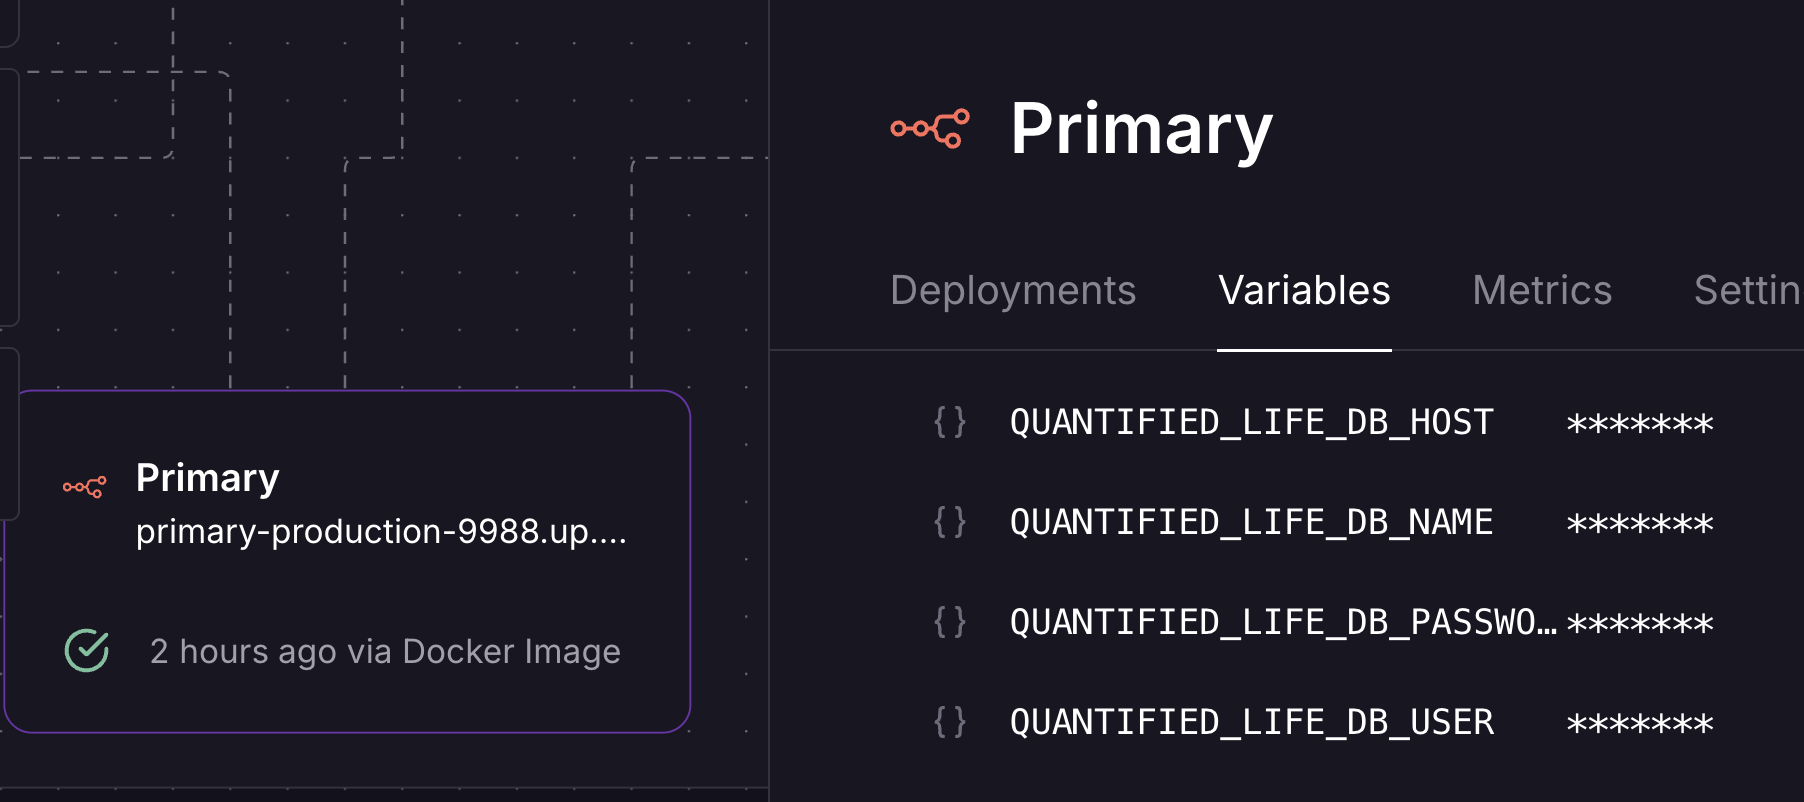 Primary
primary-production-9988.up....
2 hours ago via Docker Image
Primary
Deployments Variables Metrics Settin
{} QUANTIFIED_LIFE_DB_HOST *******
{} QUANTIFIED_LIFE_DB_NAME *******
{} QUANTIFIED_LIFE_DB_PASSWO… *******
{} QUANTIFIED_LIFE_DB_USER *******